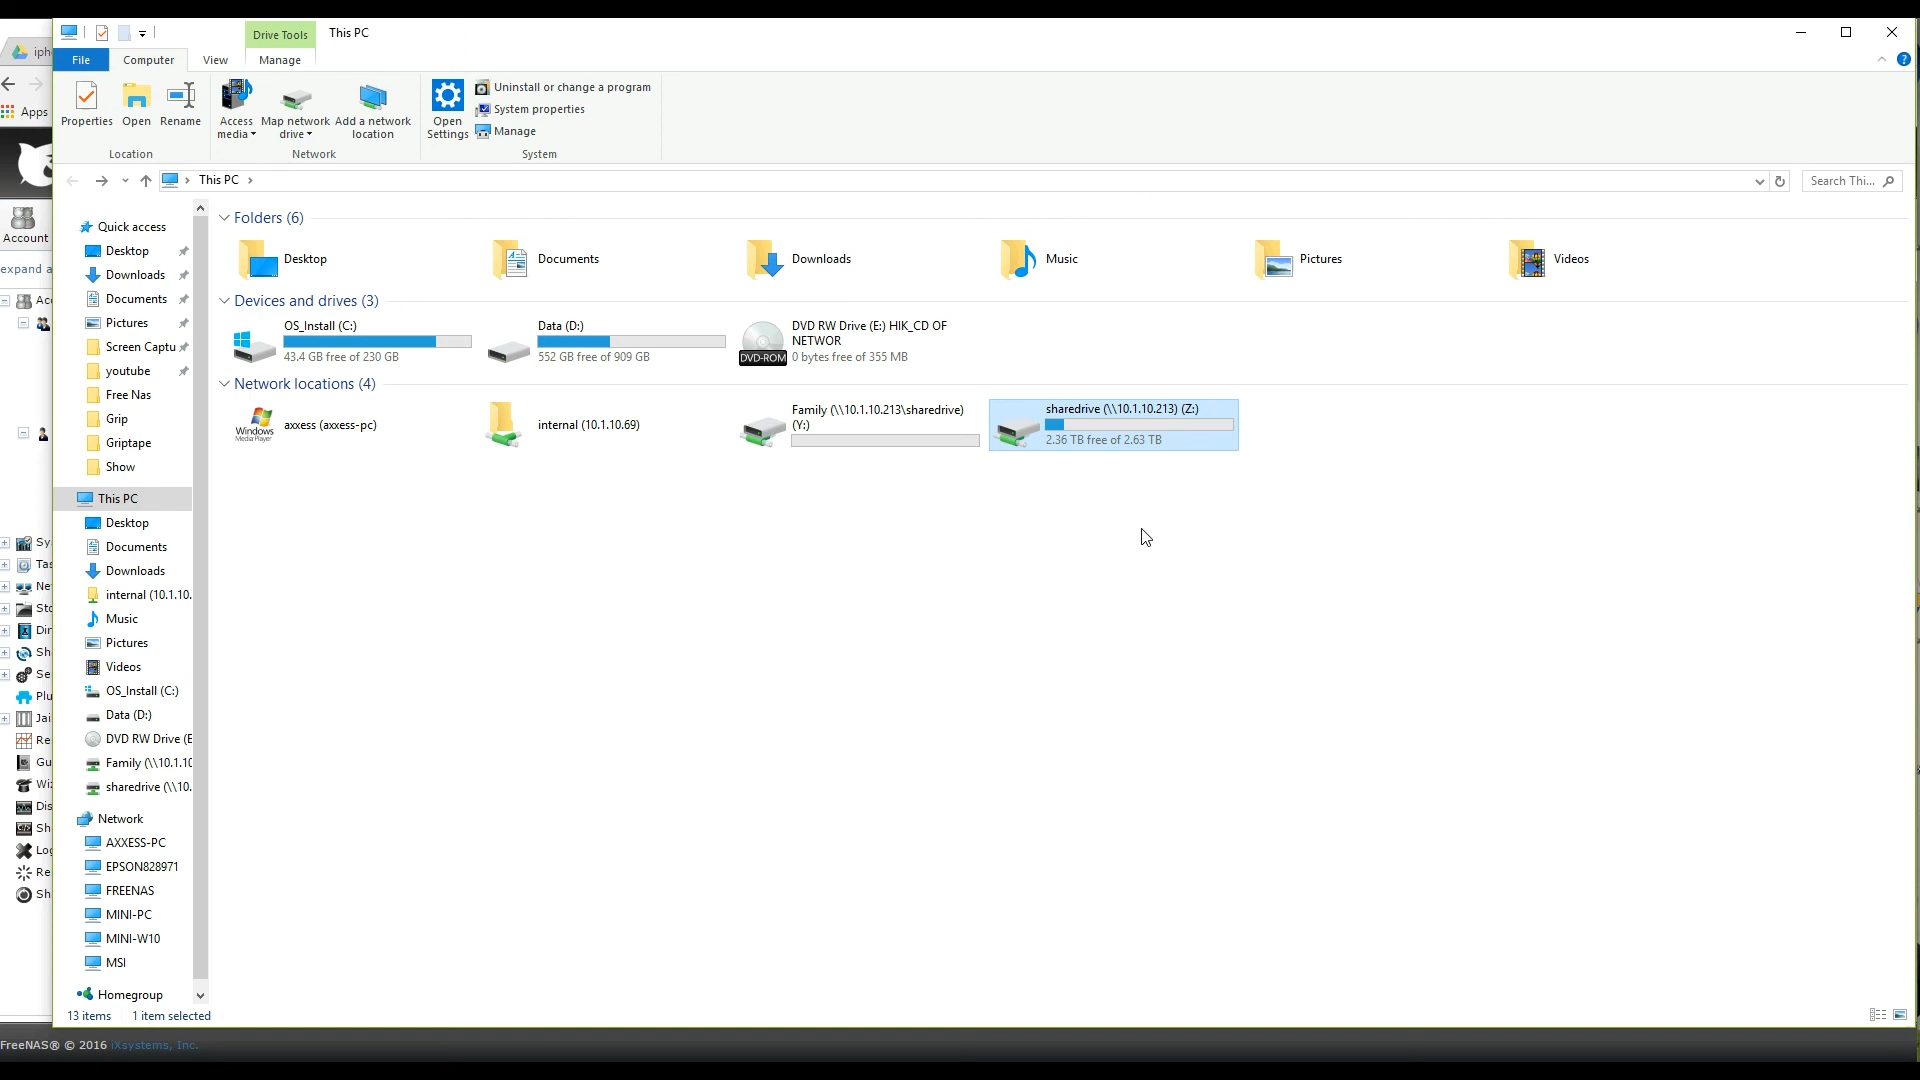 Drive Tools
This PC
File
Computer
View
Manage
Properties
Open
Rename
Access media
Map network drive
Add a network location
Open Settings
Uninstall or change a program
System properties
Manage
Location
Network
System
This PC
Search Thi...
iph
Apps
Account
expand a
Acc
Sys
Tas
Ne
Sto
Dir
Sh
Se
Plu
Jai
Re
Gu
Wiz
Dis
Sh
Log
Re
Sh
Quick access
Desktop
Downloads
Documents
Pictures
Screen Captu
youtube
Free Nas
Grip
Griptape
Show
This PC
Desktop
Documents
Downloads
internal (10.1.10.
Music
Pictures
Videos
OS_Install (C:)
Data (D:)
DVD RW Drive (E
Family (\\10.1.10
sharedrive (\\10.
Network
AXXESS-PC
EPSON828971
FREENAS
MINI-PC
MINI-W10
MSI
Homegroup
Folders (6)
Desktop
Documents
Downloads
Music
Pictures
Videos
Devices and drives (3)
OS_Install (C:)
43.4 GB free of 230 GB
Data (D:)
552 GB free of 909 GB
DVD RW Drive (E:) HIK_CD OF
NETWOR
0 bytes free of 355 MB
DVD-ROM
Network locations (4)
Windows
Media Player
axxess (axxess-pc)
internal (10.1.10.69)
Family (\\10.1.10.213\sharedrive)
(Y:)
sharedrive (\\10.1.10.213) (Z:)
2.36 TB free of 2.63 TB
13 items
1 item selected
FreeNAS® © 2016 iXsystems, Inc.